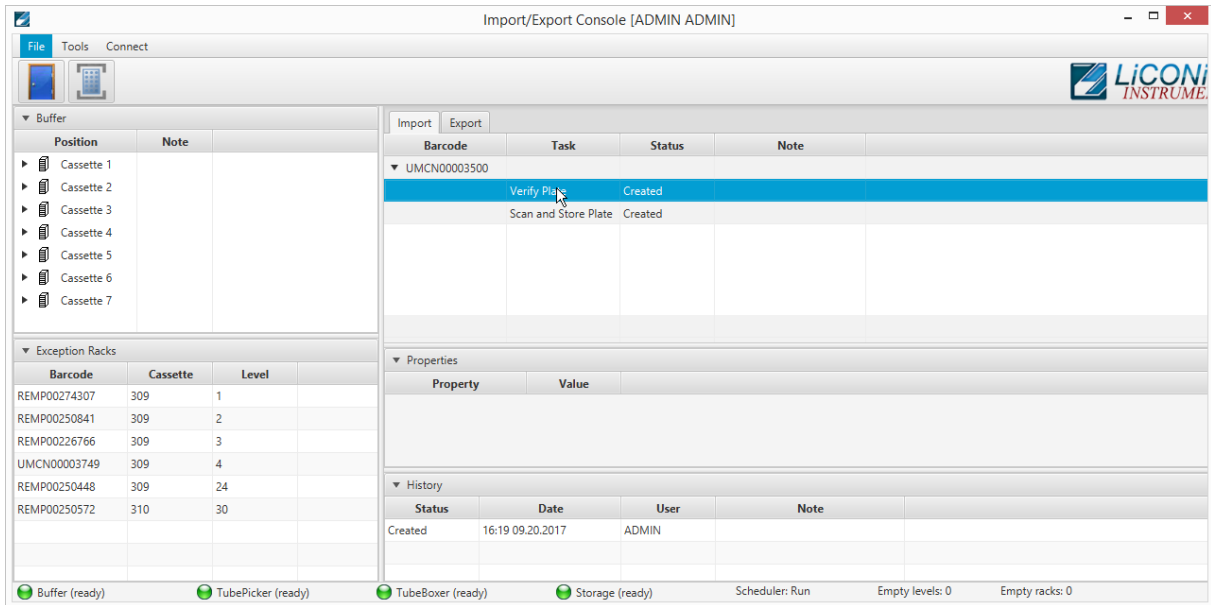 Import/Export Console [ADMIN ADMIN]
File Tools Connect
LiCONi
INSTRUME
Buffer
Position Note
Cassette 1
Cassette 2
Cassette 3
Cassette 4
Cassette 5
Cassette 6
Cassette 7
Exception Racks
Barcode Cassette Level
REMP00274307 309 1
REMP00250841 309 2
REMP00226766 309 3
UMCN00003749 309 4
REMP00250448 309 24
REMP00250572 310 30
Import Export
Barcode Task Status Note
UMCN00003500
Verify Plate Created
Scan and Store Plate Created
Properties
Property Value
History
Status Date User Note
Created 16:19 09.20.2017 ADMIN
Buffer (ready) TubePicker (ready) TubeBoxer (ready) Storage (ready) Scheduler: Run Empty levels: 0 Empty racks: 0